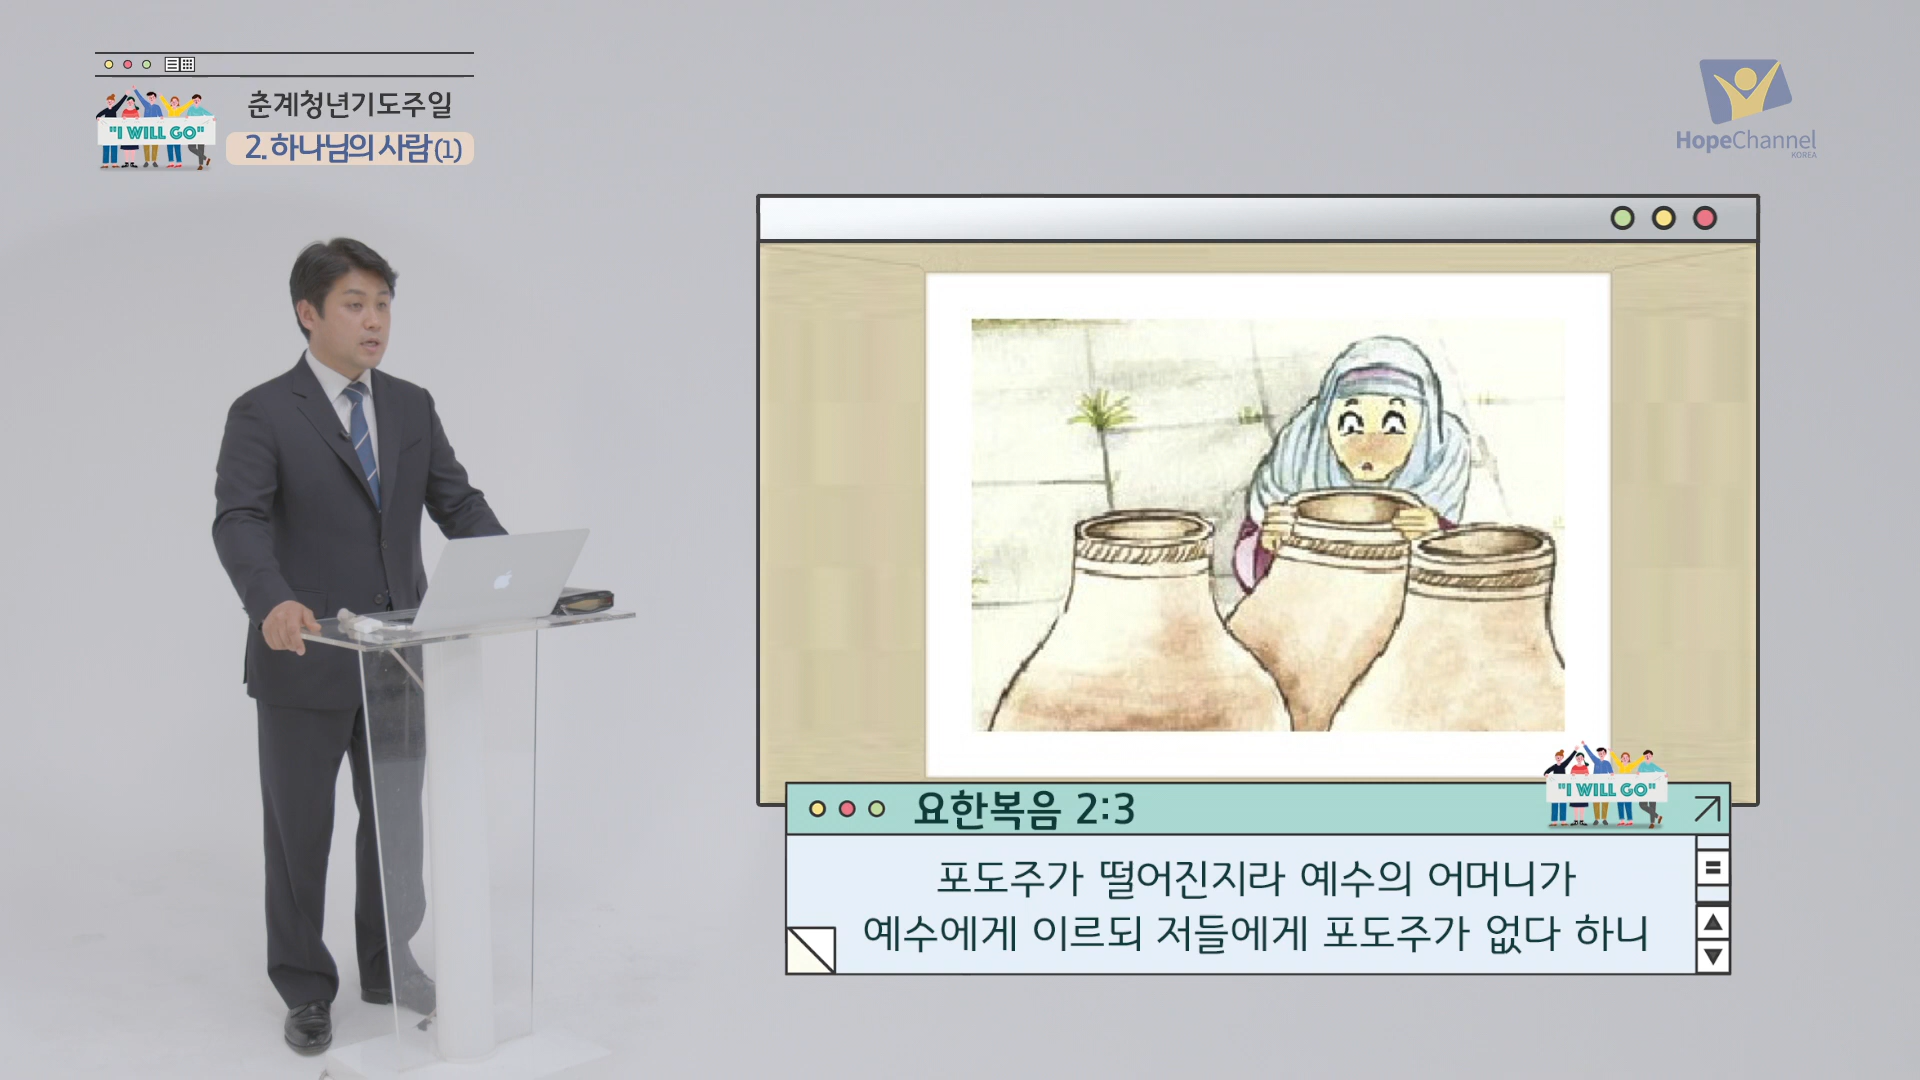 춘계청년기도주일
"I WILL GO"
2. 하나님의 사람(1)
HopeChannel
KOREA
"I WILL GO"
요한복음 2:3
포도주가 떨어진지라 예수의 어머니가
예수에게 이르되 저들에게 포도주가 없다 하니